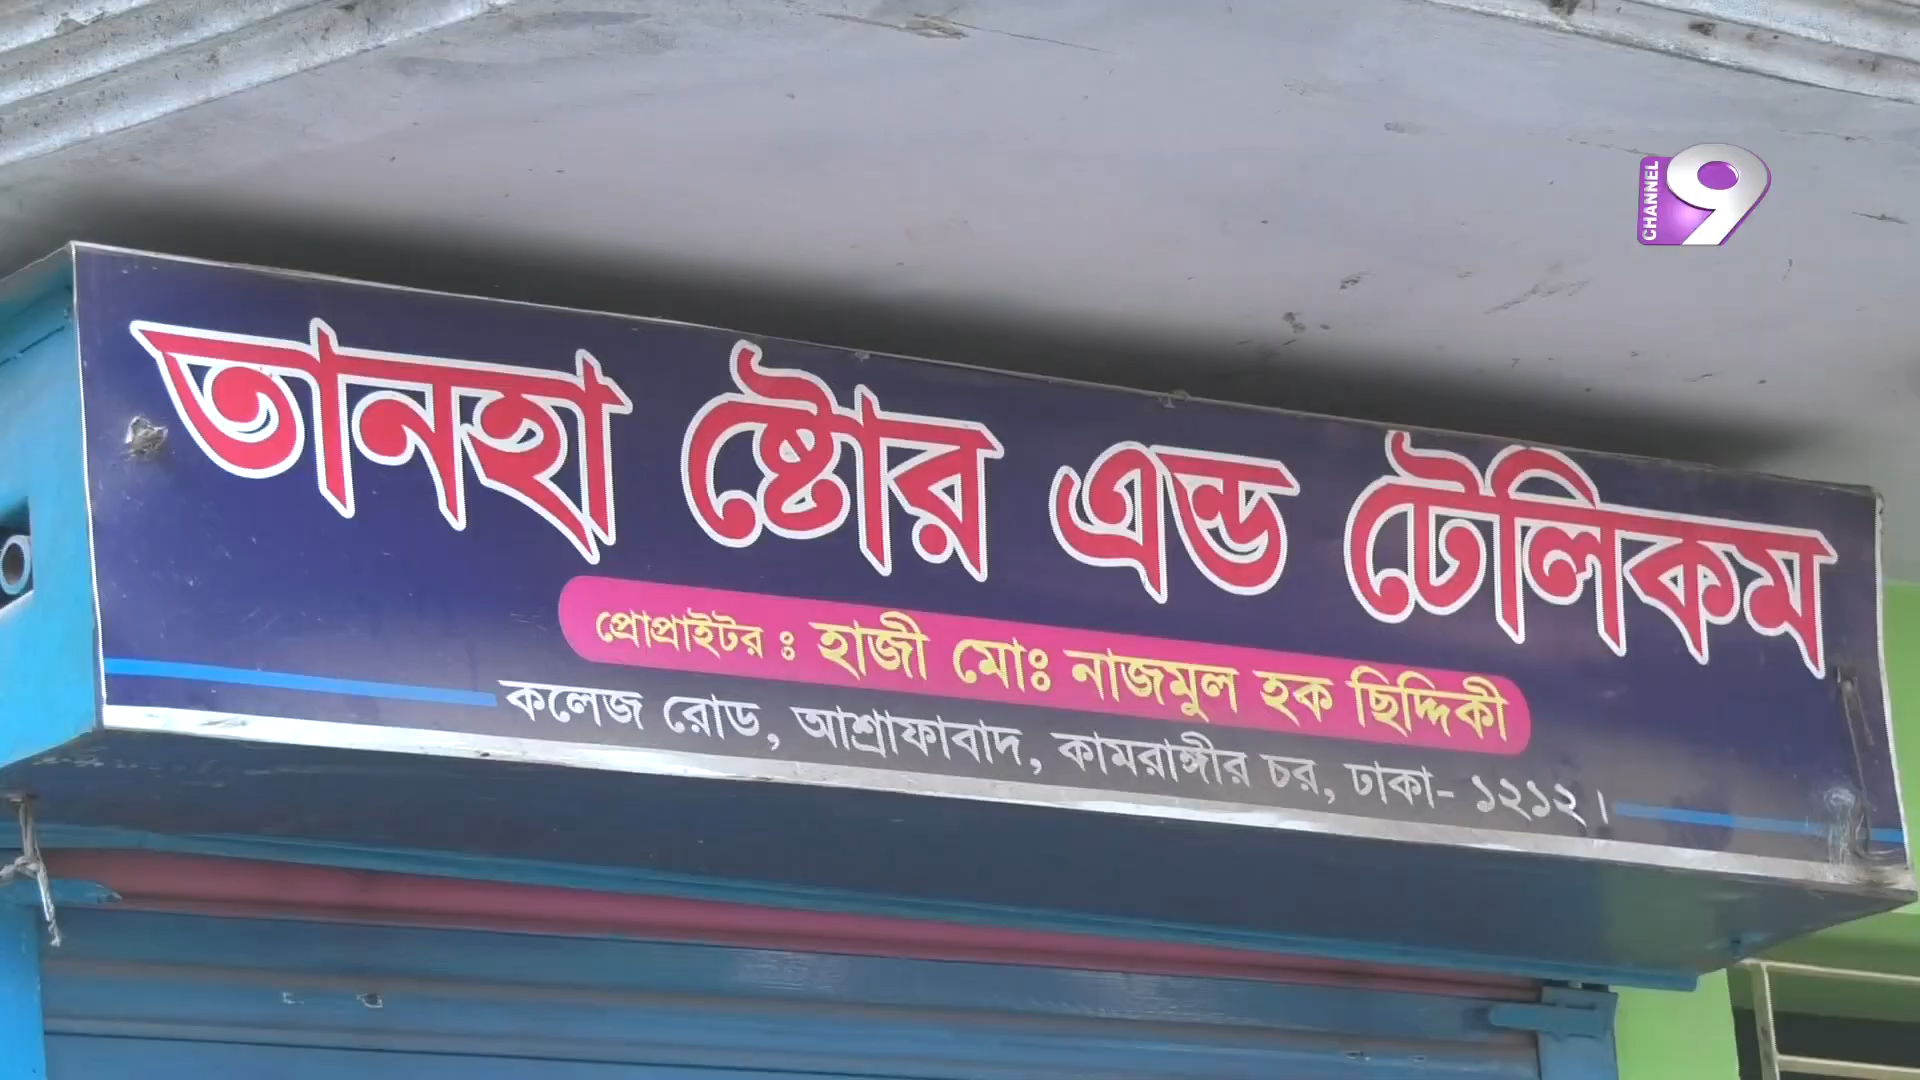 CHANNEL 9
তানহা ষ্টোর এন্ড টেলিকম
প্রোপ্রাইটর ঃ হাজী মোঃ নাজমুল হক ছিদ্দিকী
কলেজ রোড, আশ্রাফাবাদ, কামরাঙ্গীর চর, ঢাকা- ১২১২।